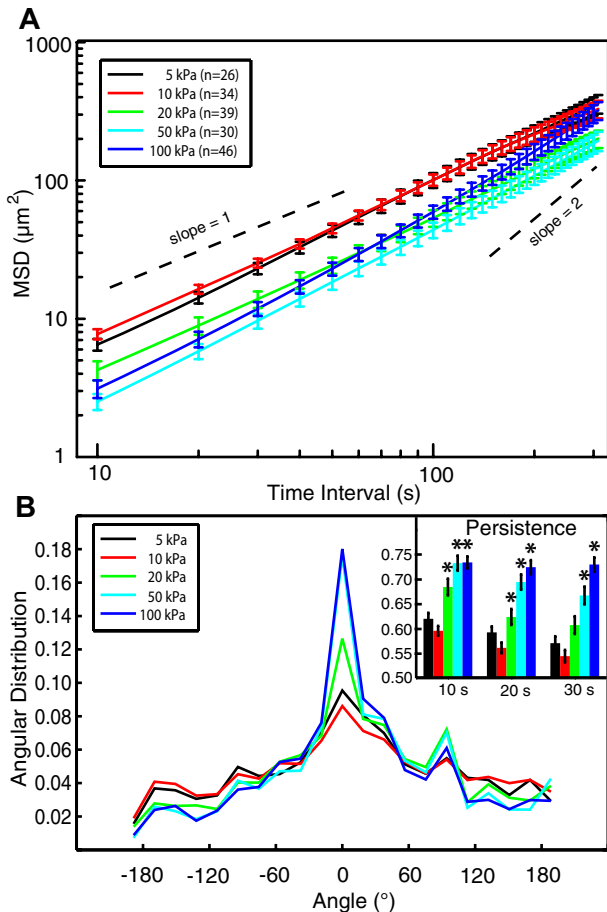 A
1000
100
10
1
MSD (μm²)
5 kPa (n=26)
10 kPa (n=34)
20 kPa (n=39)
50 kPa (n=30)
100 kPa (n=46)
slope = 1
slope = 2
10
100
Time Interval (s)
B
0.18
0.16
0.14
0.12
0.10
0.08
0.06
0.04
0.02
Angular Distribution
5 kPa
10 kPa
20 kPa
50 kPa
100 kPa
Persistence
0.75
0.70
0.65
0.60
0.55
0.50
* * *
* * *
* *
10 s 20 s 30 s
-180 -120 -60 0 60 120 180
Angle (°)